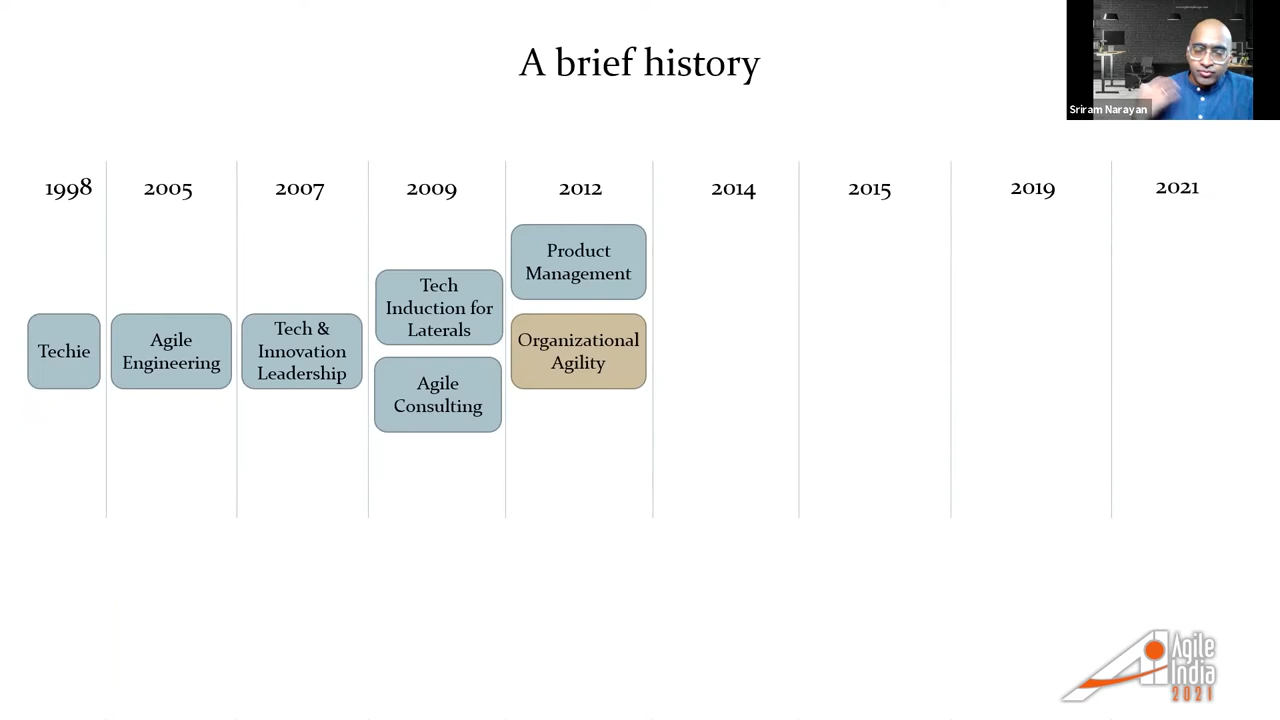 A brief history
Sriram Narayan
1998
2005
2007
2009
2012
2014
2015
2019
2021
Techie
Agile
Engineering
Tech &
Innovation
Leadership
Tech
Induction for
Laterals
Agile
Consulting
Product
Management
Organizational
Agility
Agile
India
2021